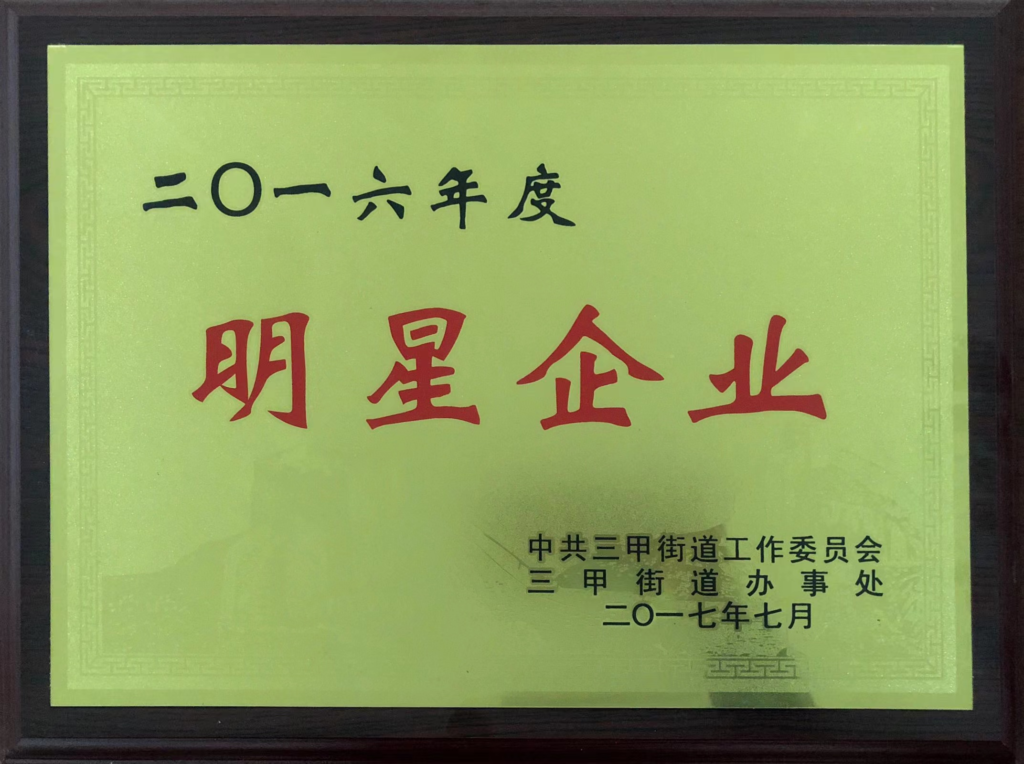 二〇一六年度
明星企业
中共三甲街道工作委员会
三甲街道办事处
二〇一七年七月